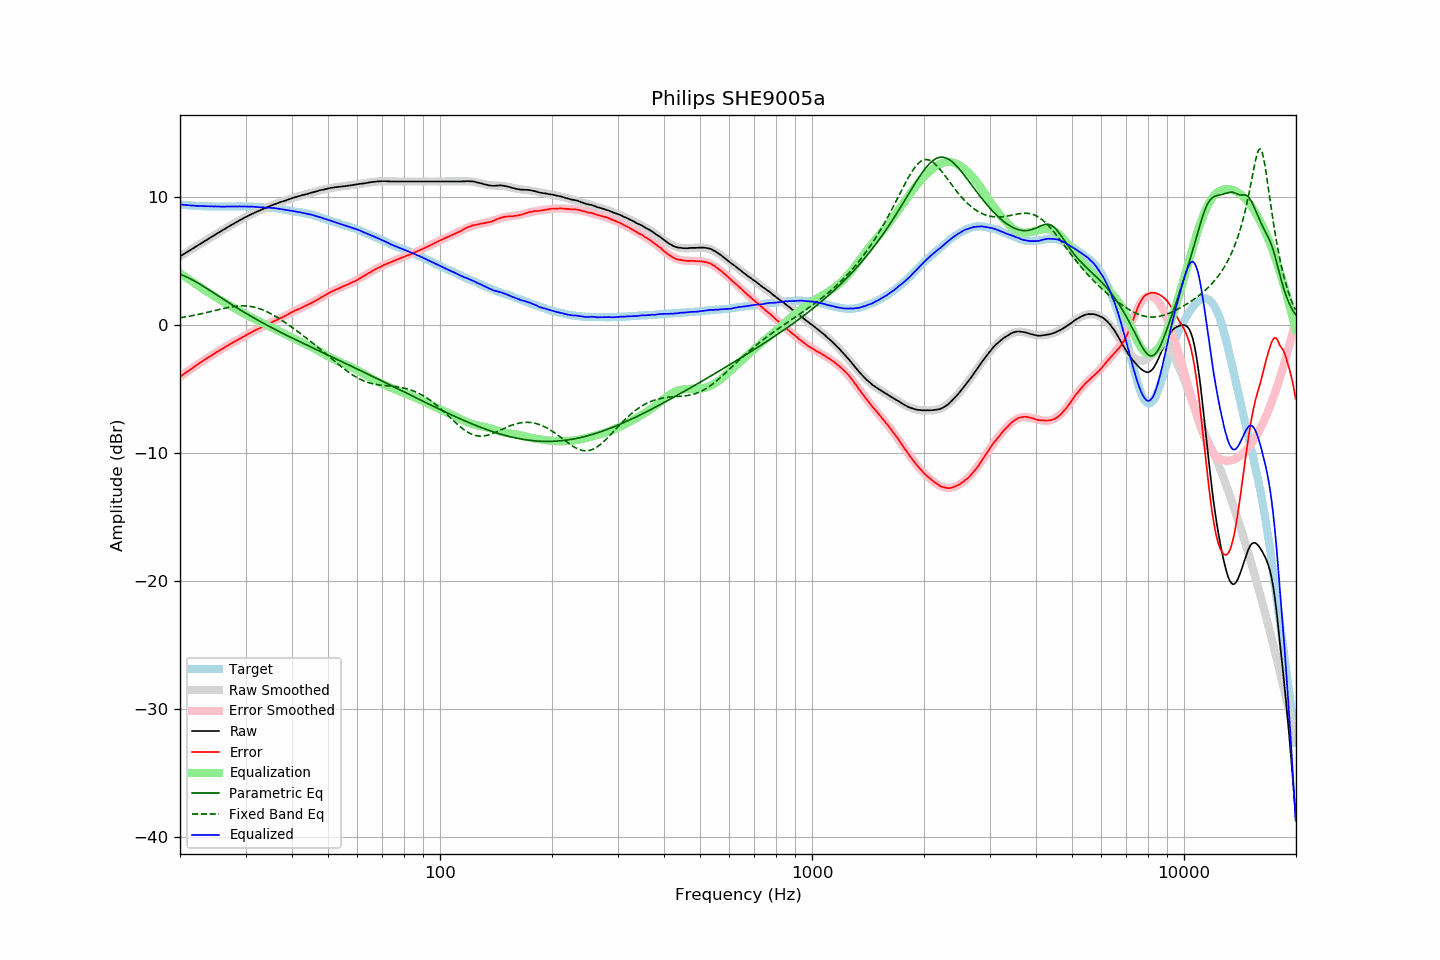 Philips SHE9005a
Amplitude (dBr)
10
0
−10
−20
−30
−40
Target
Raw Smoothed
Error Smoothed
Raw
Error
Equalization
Parametric Eq
Fixed Band Eq
Equalized
100 1000 10000
Frequency (Hz)